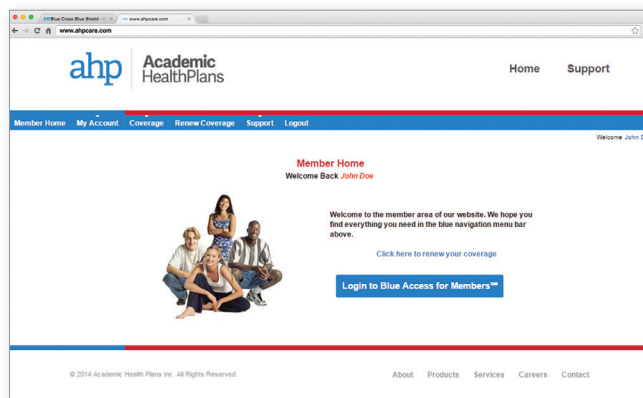 Blue Cross Blue Shield - C
www.ahpcare.com
www.ahpcare.com
ahp
Academic
HealthPlans
Home Support
Member Home My Account Coverage Renew Coverage Support Logout
Welcome John D
Member Home
Welcome Back John Doe
Welcome to the member area of our website. We hope you
find everything you need in the blue navigation menu bar
above.
Click here to renew your coverage
Login to Blue Access for Members℠
© 2014 Academic Health Plans Inc. All Rights Reserved.
About Products Services Careers Contact